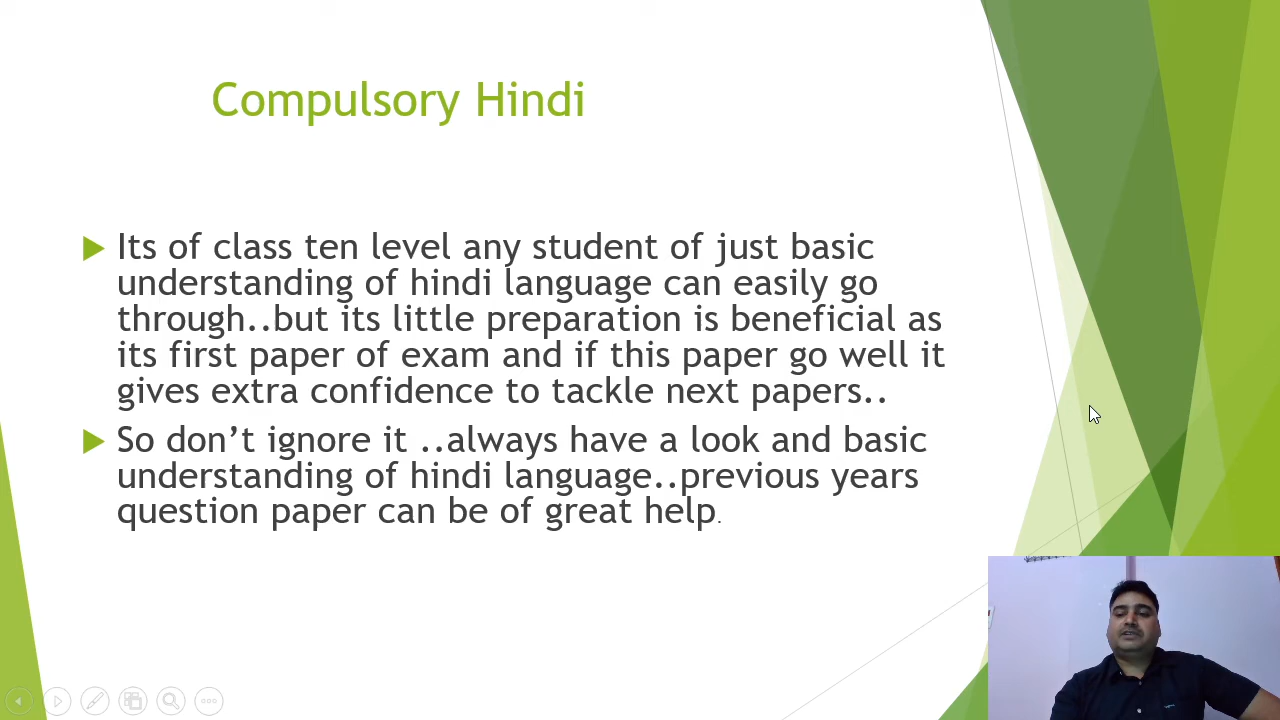 Compulsory Hindi
Its of class ten level any student of just basic
understanding of hindi language can easily go
through..but its little preparation is beneficial as
its first paper of exam and if this paper go well it
gives extra confidence to tackle next papers..
So don’t ignore it ..always have a look and basic
understanding of hindi language..previous years
question paper can be of great help.